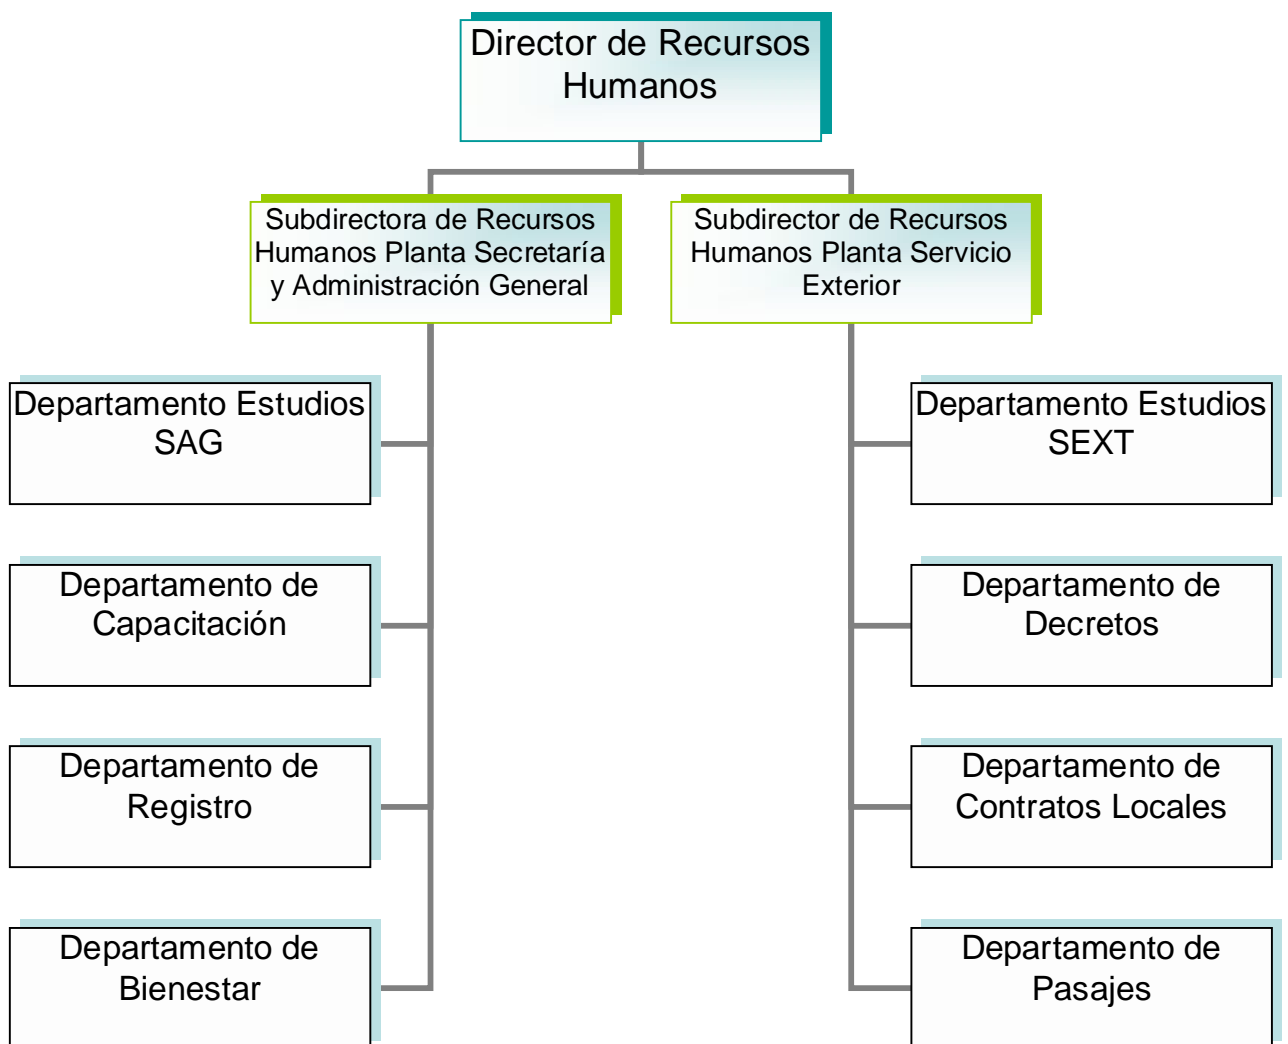 Director de Recursos
Humanos
Subdirectora de Recursos
Humanos Planta Secretaría
y Administración General
Subdirector de Recursos
Humanos Planta Servicio
Exterior
Departamento Estudios
SAG
Departamento Estudios
SEXT
Departamento de
Capacitación
Departamento de
Decretos
Departamento de
Registro
Departamento de
Contratos Locales
Departamento de
Bienestar
Departamento de
Pasajes